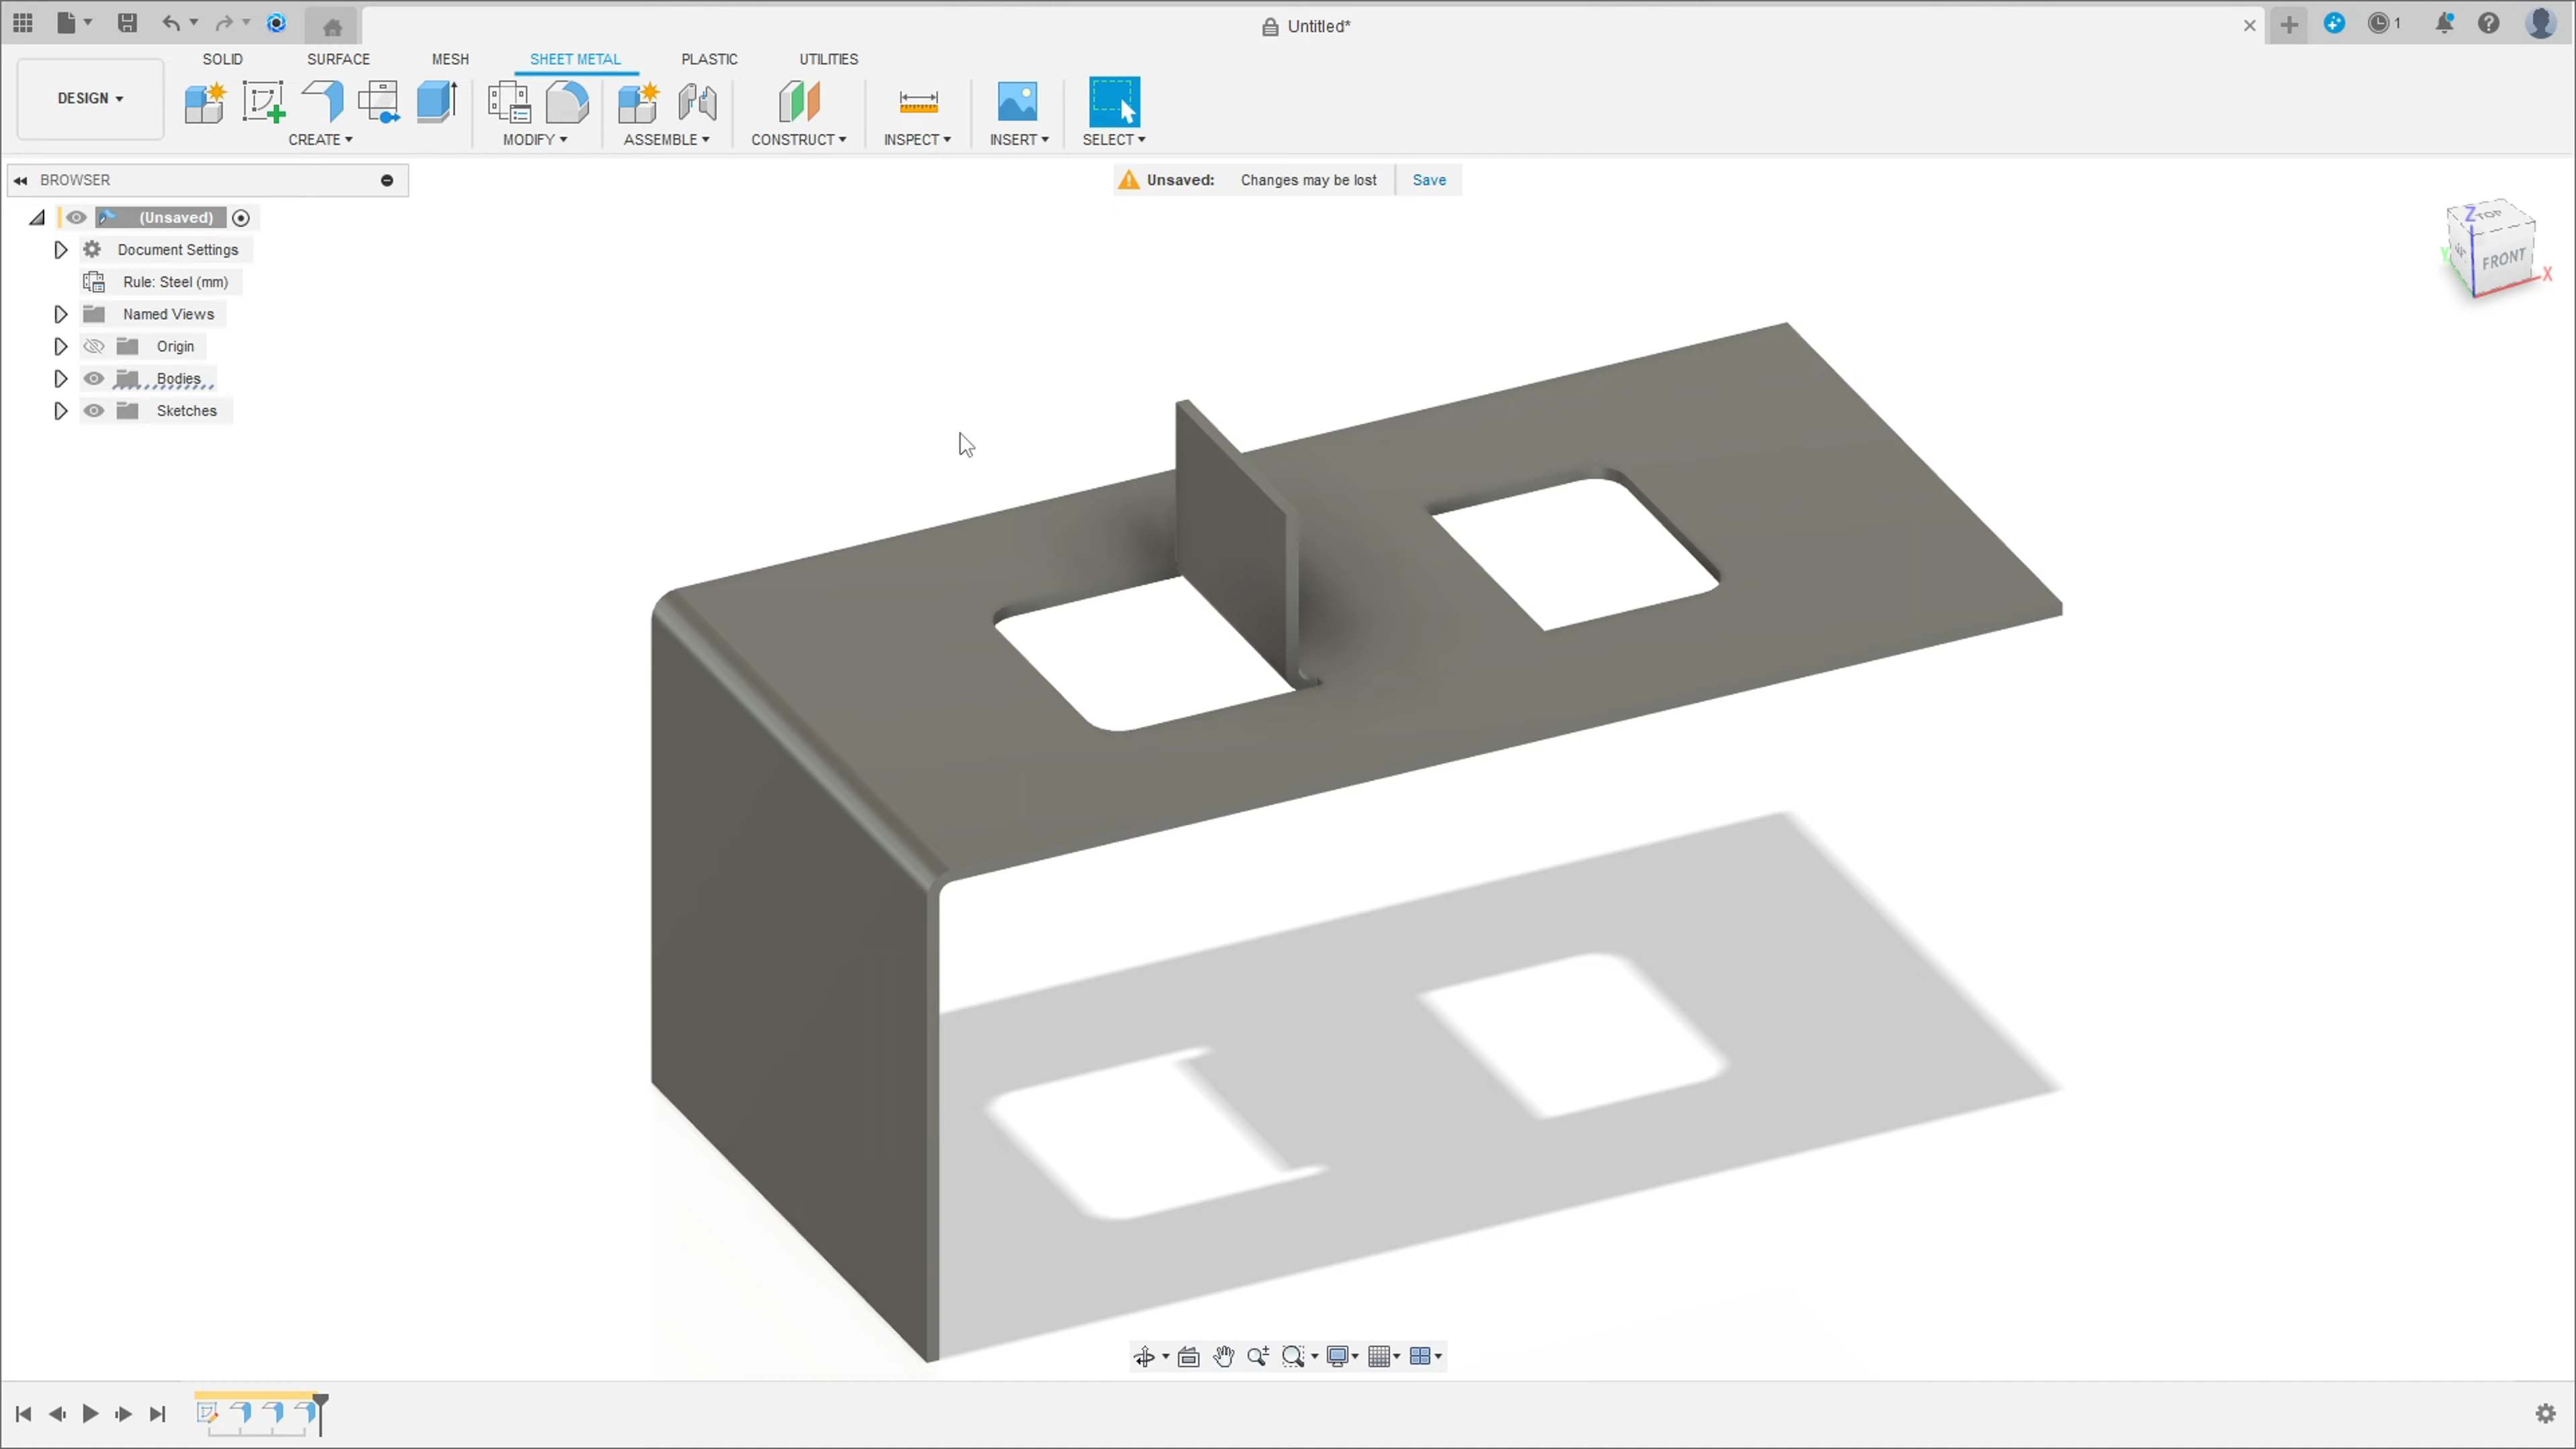 Untitled*
1
SOLID SURFACE MESH SHEET METAL PLASTIC UTILITIES
DESIGN
CREATE MODIFY ASSEMBLE CONSTRUCT INSPECT INSERT SELECT
BROWSER
Unsaved: Changes may be lost Save
(Unsaved)
Document Settings
Rule: Steel (mm)
Named Views
Origin
Bodies
Sketches
Z
TOP
Y
FRONT
X